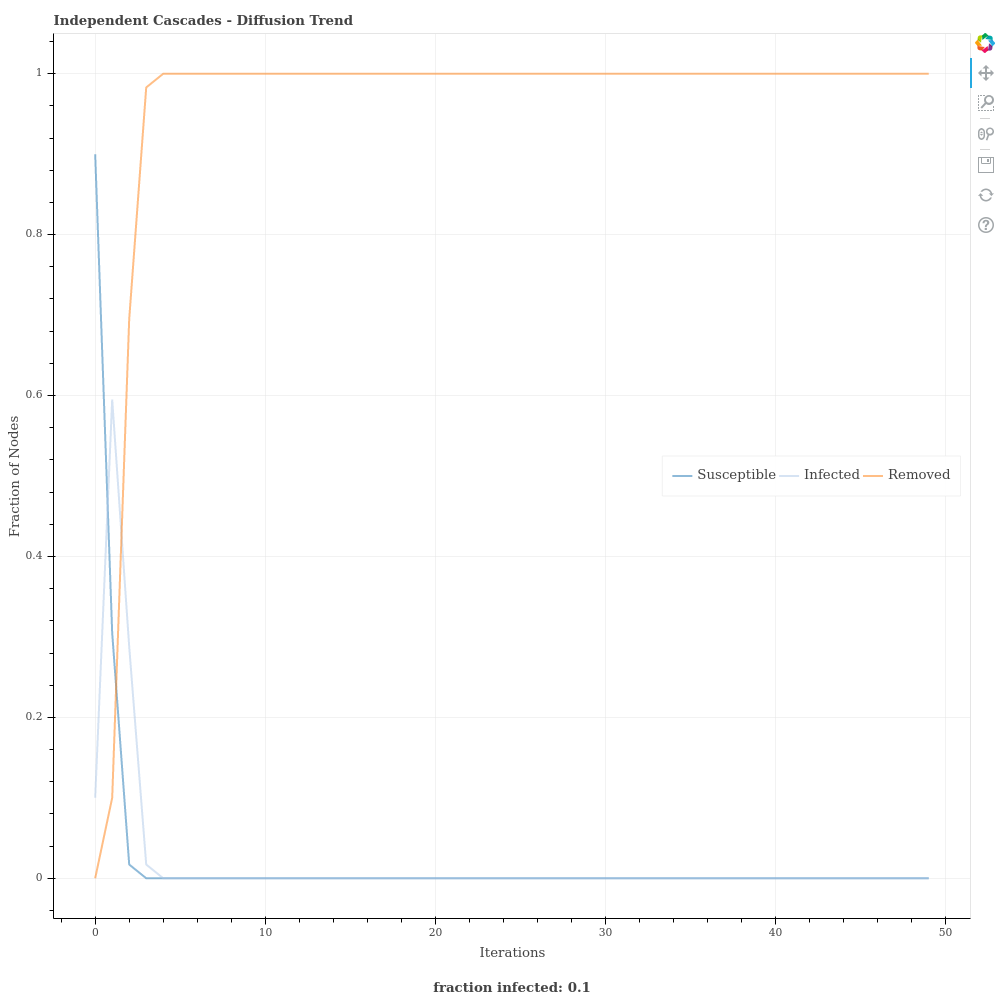 Independent Cascades - Diffusion Trend
1
0.8
0.6
0.4
0.2
0
Fraction of Nodes
Susceptible Infected Removed
0 10 20 30 40 50
Iterations
fraction infected: 0.1